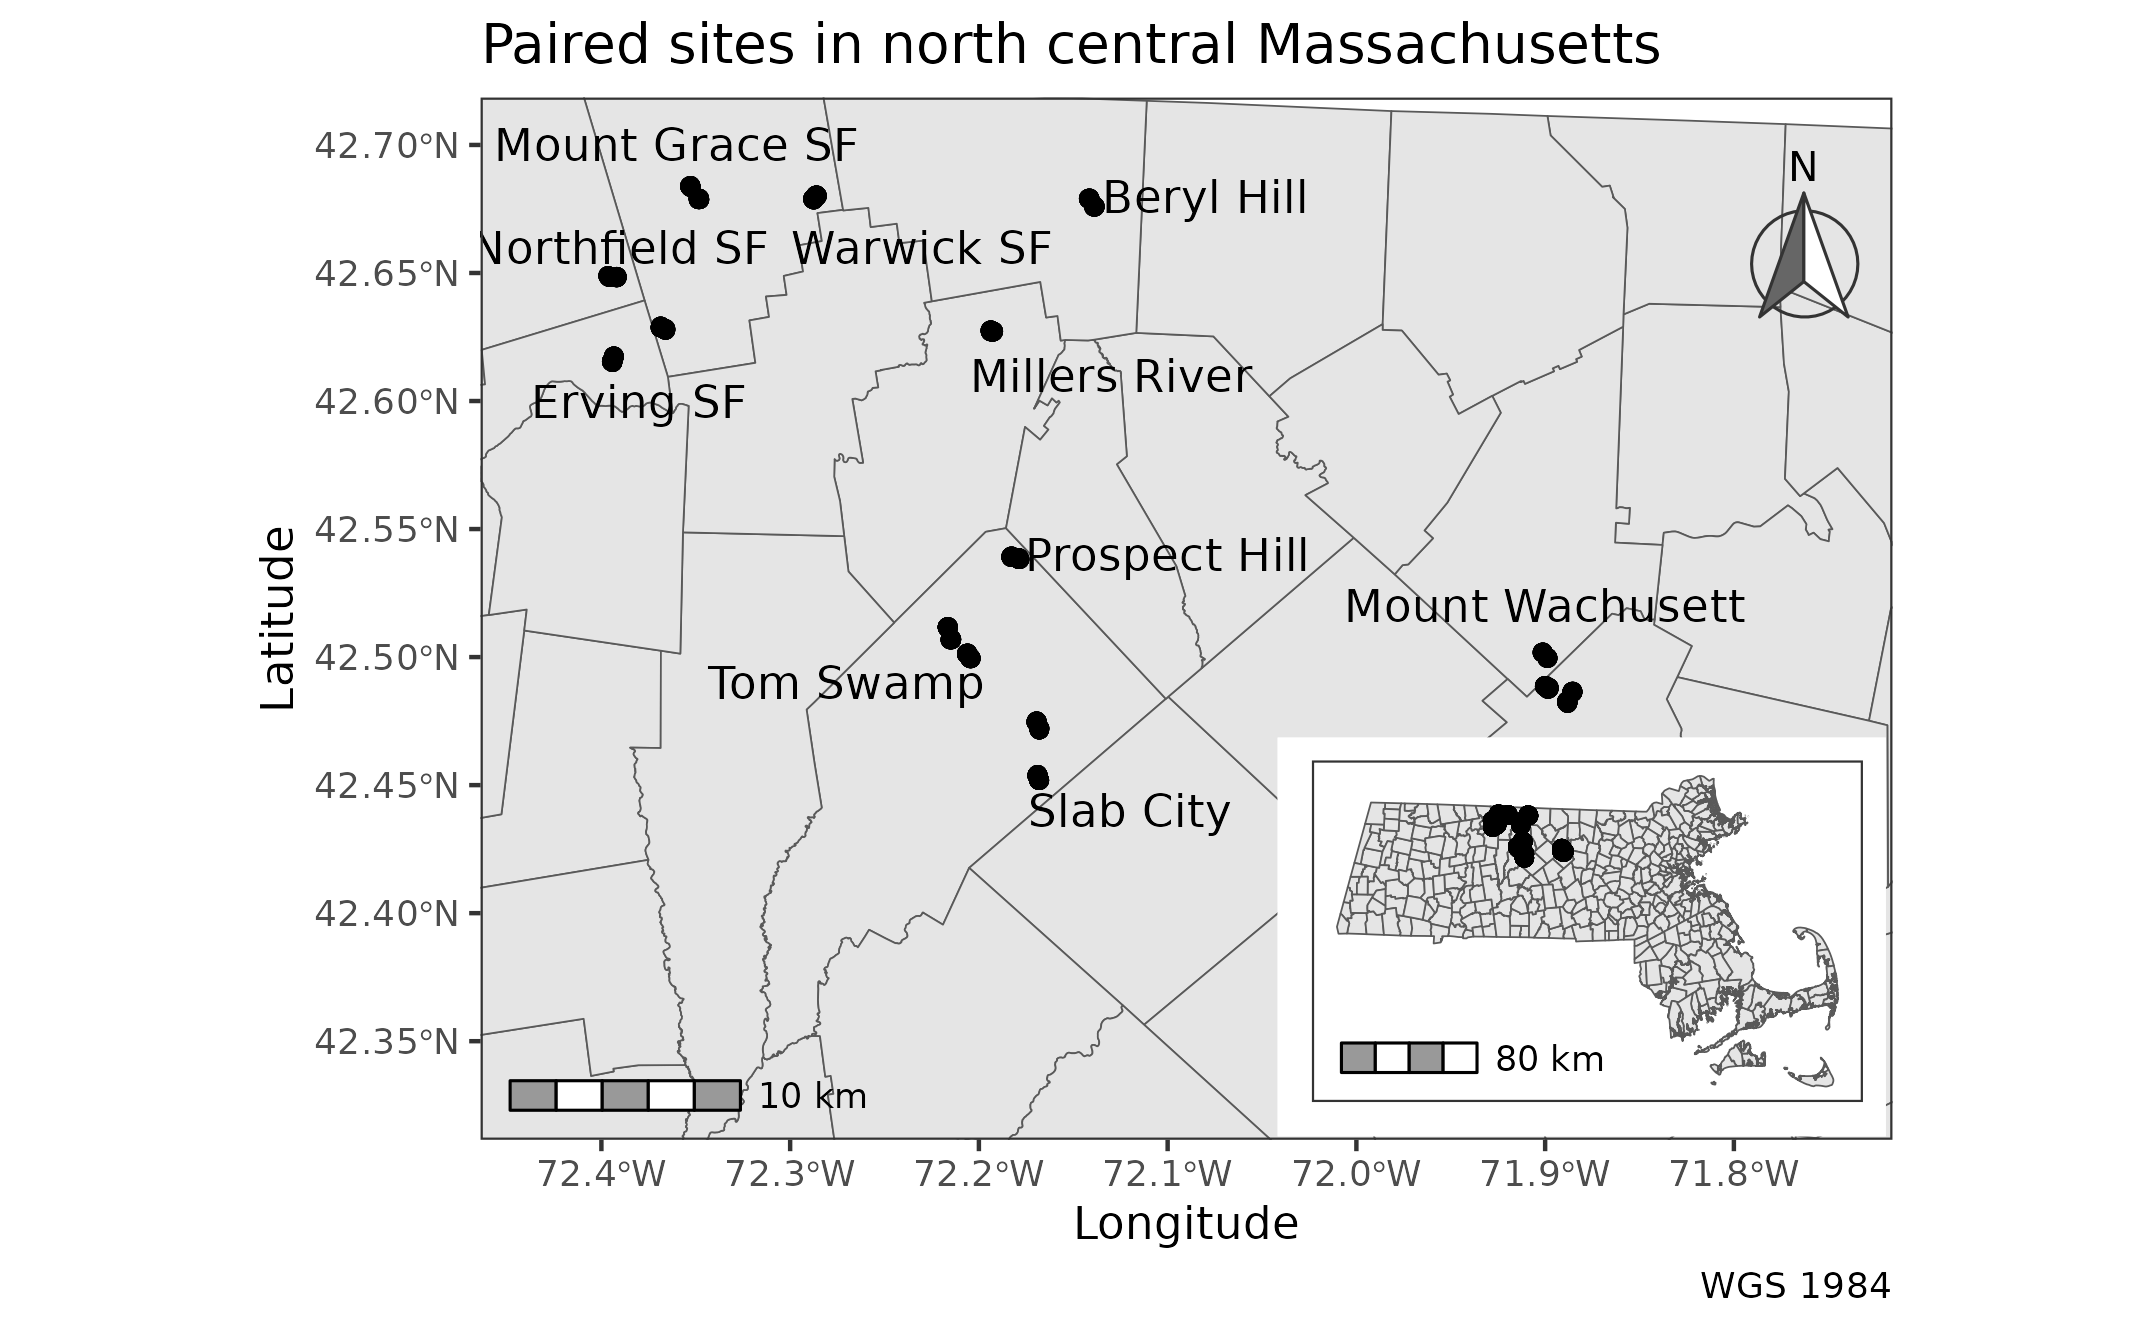 Paired sites in north central Massachusetts
42.70°N
42.65°N
42.60°N
42.55°N
42.50°N
42.45°N
42.40°N
42.35°N
Latitude
Mount Grace SF
N
Beryl Hill
Northfield SF
Warwick SF
Millers River
Erving SF
Prospect Hill
Mount Wachusett
Tom Swamp
Slab City
80 km
10 km
72.4°W
72.3°W
72.2°W
72.1°W
72.0°W
71.9°W
71.8°W
Longitude
WGS 1984